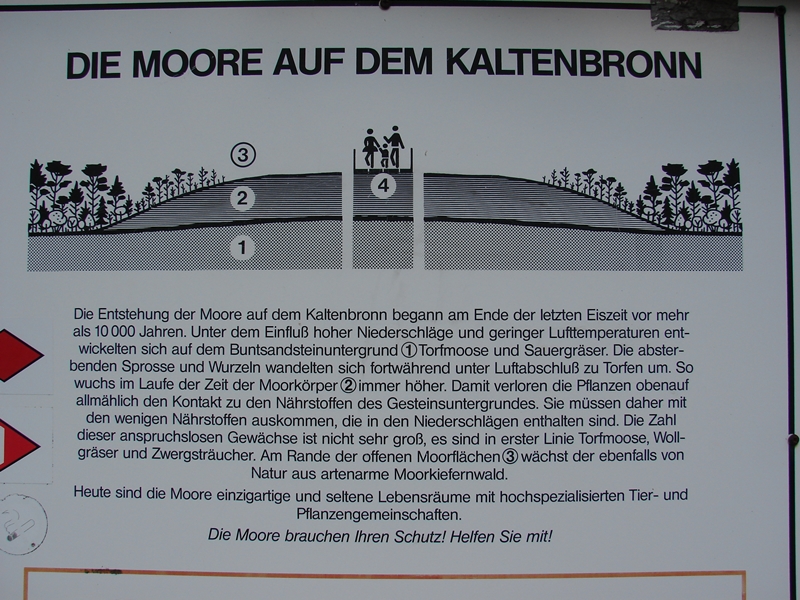 DIE MOORE AUF DEM KALTENBRONN
3
2
4
1
Die Entstehung der Moore auf dem Kaltenbronn begann am Ende der letzten Eiszeit vor mehr
als 10 000 Jahren. Unter dem Einfluß hoher Niederschläge und geringer Lufttemperaturen ent-
wickelten sich auf dem Buntsandsteinuntergrund ① Torfmoose und Sauergräser. Die abster-
benden Sprosse und Wurzeln wandelten sich fortwährend unter Luftabschluß zu Torfen um. So
wuchs im Laufe der Zeit der Moorkörper ② immer höher. Damit verloren die Pflanzen obenauf
allmählich den Kontakt zu den Nährstoffen des Gesteinsuntergrundes. Sie müssen daher mit
den wenigen Nährstoffen auskommen, die in den Niederschlägen enthalten sind. Die Zahl
dieser anspruchslosen Gewächse ist nicht sehr groß, es sind in erster Linie Torfmoose, Woll-
gräser und Zwergsträucher. Am Rande der offenen Moorflächen ③ wächst der ebenfalls von
Natur aus artenarme Moorkiefernwald.
Heute sind die Moore einzigartige und seltene Lebensräume mit hochspezialisierten Tier- und
Pflanzengemeinschaften.
Die Moore brauchen Ihren Schutz! Helfen Sie mit!